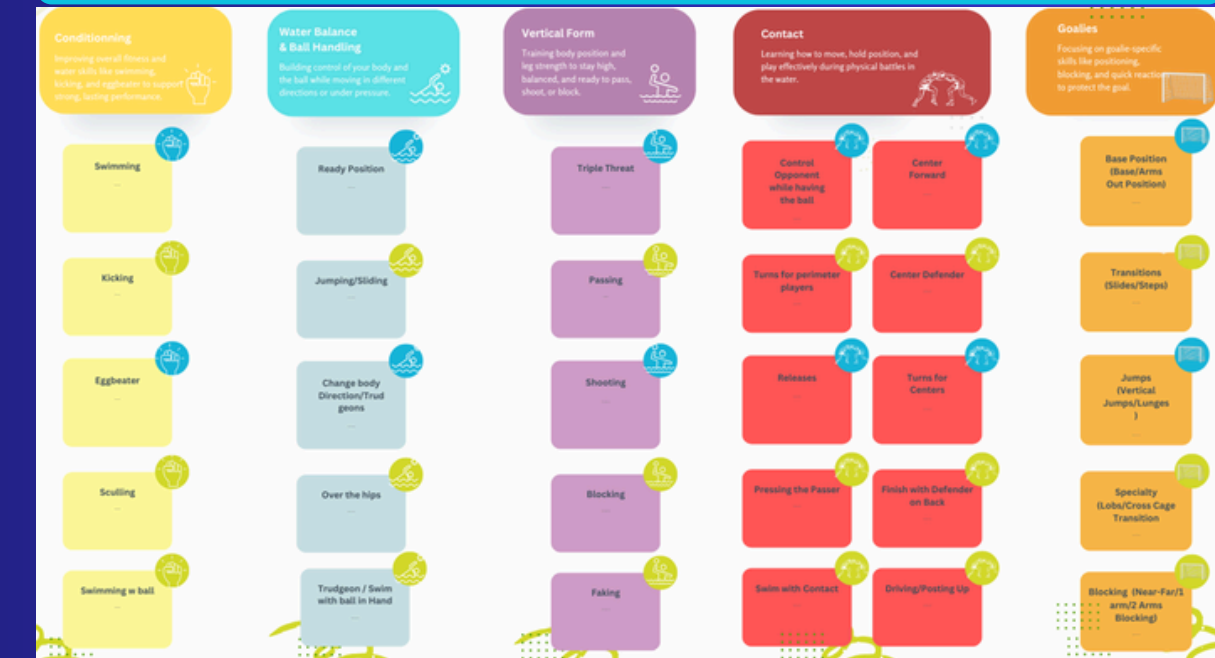 Conditionning
Improving overall fitness and
water skills like swimming,
kicking, and eggbeater to support
strong, lasting performance.
Swimming
...
Kicking
...
Eggbeater
...
Sculling
...
Swimming w ball
...
Water Balance
& Ball Handling
Building control of your body and
the ball while moving in different
directions or under pressure.
Ready Position
...
Jumping/Sliding
...
Change body
Direction/Trud
geons
...
Over the hips
...
Trudgeon / Swim
with ball in Hand
...
Vertical Form
Training body position and
leg strength to stay high,
balanced, and ready to pass,
shoot, or block.
Triple Threat
...
Passing
...
Shooting
...
Blocking
...
Faking
...
Contact
Learning how to move, hold position, and
play effectively during physical battles in
the water.
Control
Opponent
while having
the ball
...
Turns for perimeter
players
...
Releases
...
Pressing the Passer
...
Swim with Contact
...
Center
Forward
...
Center Defender
...
Turns for
Centers
...
Finish with Defender
on Back
...
Driving/Posting Up
...
Goalies
Focusing on goalie-specific
skills like positioning,
blocking, and quick reactions
to protect the goal.
Base Position
(Base/Arms
Out Position)
...
Transitions
(Slides/Steps)
...
Jumps
(Vertical
Jumps/Lunges
)
...
Specialty
(Lobs/Cross Cage
Transition
...
Blocking (Near-Far/1
arm/2 Arms
Blocking)
...